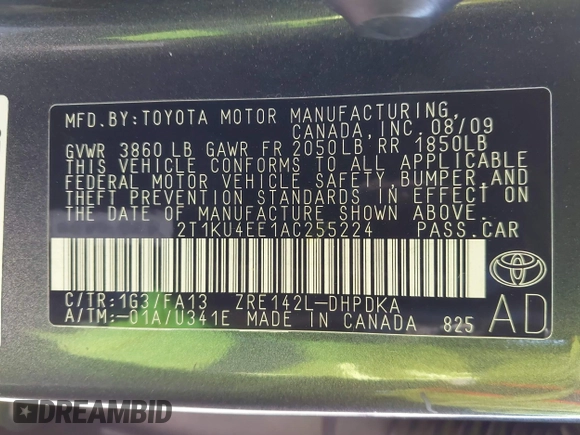 MFD. BY: TOYOTA MOTOR MANUFACTURING,
CANADA, INC. 08/09
GVWR 3860 LB GAWR FR 2050LB RR 1850LB
THIS VEHICLE CONFORMS TO ALL APPLICABLE
FEDERAL MOTOR VEHICLE SAFETY, BUMPER, AND
THEFT PREVENTION STANDARDS IN EFFECT ON
THE DATE OF MANUFACTURE SHOWN ABOVE.
2T1KU4EE1AC255224 PASS. CAR
C/TR: 1G3/FA13 ZRE142L-DHPDKA
A/TM: -01A/U341E MADE IN CANADA 825
AD
DREAMBID